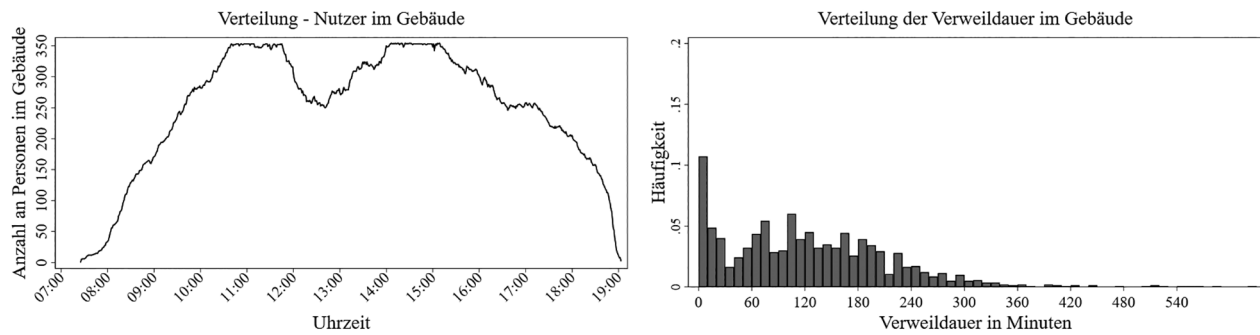 Verteilung - Nutzer im Gebäude
Anzahl an Personen im Gebäude
350
300
250
200
150
100
50
0
07:00 08:00 09:00 10:00 11:00 12:00 13:00 14:00 15:00 16:00 17:00 18:00 19:00
Uhrzeit
Verteilung der Verweildauer im Gebäude
Häufigkeit
.2
.15
.1
.05
0
0 60 120 180 240 300 360 420 480 540
Verweildauer in Minuten